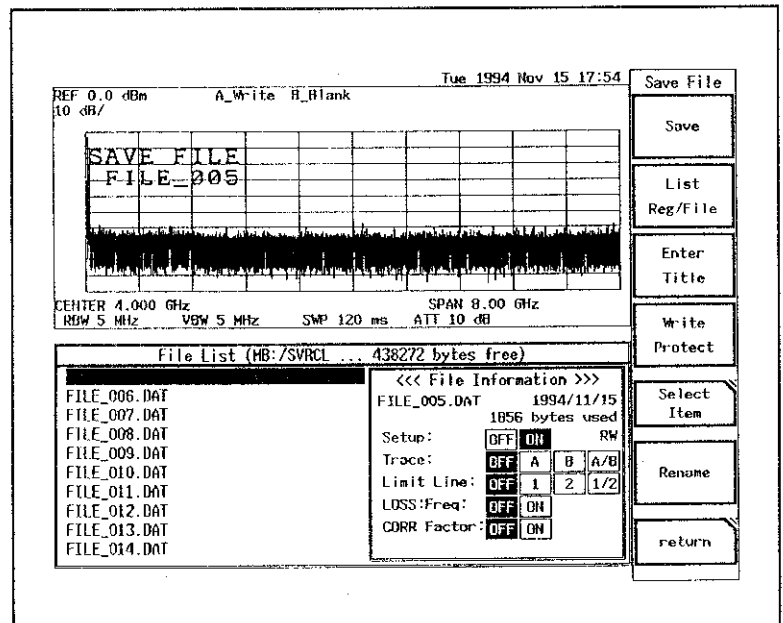 Tue 1994 Nov 15 17:54
REF 0.0 dBm A_Write B_Blank
10 dB/
SAVE FILE
FILE_005
CENTER 4.000 GHz SPAN 8.00 GHz
RBW 5 MHz VBW 5 MHz SWP 120 ms ATT 10 dB
File List (MB:/SVRCL ... 438272 bytes free)
FILE_006.DAT
FILE_007.DAT
FILE_008.DAT
FILE_009.DAT
FILE_010.DAT
FILE_011.DAT
FILE_012.DAT
FILE_013.DAT
FILE_014.DAT
<<< File Information >>>
FILE_005.DAT 1994/11/15
1856 bytes used
Setup: OFF ON RW
Trace: OFF A B A/B
Limit Line: OFF 1 2 1/2
LOSS:Freq: OFF ON
CORR Factor: OFF ON
Save File
Save
List
Reg/File
Enter
Title
Write
Protect
Select
Item
Rename
return